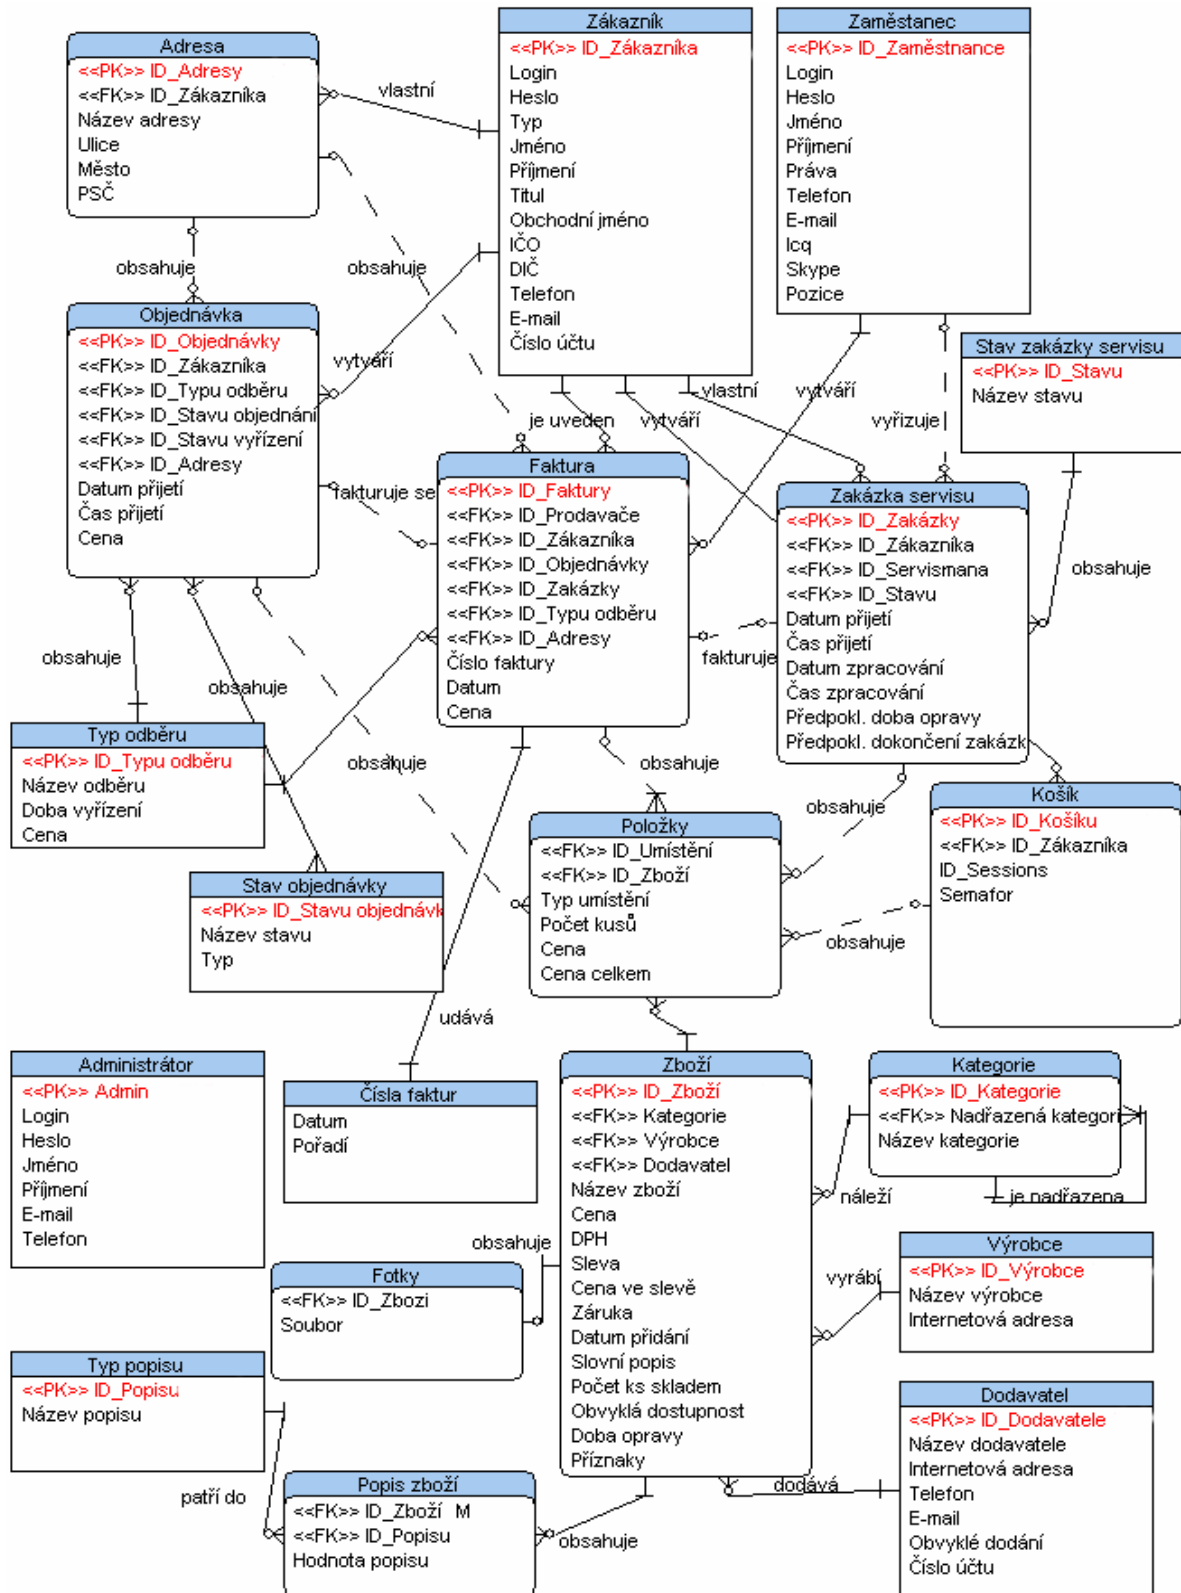 Adresa
<<PK>> ID_Adresy
<<FK>> ID_Zákazníka
Název adresy
Ulice
Město
PSČ
vlastní
Zákazník
<<PK>> ID_Zákazníka
Login
Heslo
Typ
Jméno
Příjmení
Titul
Obchodní jméno
IČO
DIČ
Telefon
E-mail
Číslo účtu
Zaměstanec
<<PK>> ID_Zaměstnance
Login
Heslo
Jméno
Příjmení
Práva
Telefon
E-mail
Icq
Skype
Pozice
obsahuje
obsahuje
Objednávka
<<PK>> ID_Objednávky
<<FK>> ID_Zákazníka
<<FK>> ID_Typu odběru
<<FK>> ID_Stavu objednání
<<FK>> ID_Stavu vyřízení
<<FK>> ID_Adresy
Datum přijetí
Čas přijetí
Cena
vytváří
Stav zakázky servisu
<<PK>> ID_Stavu
Název stavu
vlastní
vytváří
je uveden
vytváří
vyřizuje
Faktura
<<PK>> ID_Faktury
<<FK>> ID_Prodavače
<<FK>> ID_Zákazníka
<<FK>> ID_Objednávky
<<FK>> ID_Zakázky
<<FK>> ID_Typu odběru
<<FK>> ID_Adresy
Číslo faktury
Datum
Cena
fakturuje se
Zakázka servisu
<<PK>> ID_Zakázky
<<FK>> ID_Zákazníka
<<FK>> ID_Servismana
<<FK>> ID_Stavu
Datum přijetí
Čas přijetí
Datum zpracování
Čas zpracování
Předpokl. doba opravy
Předpokl. dokončení zakázk
obsahuje
fakturuje
obsahuje
obsahuje
Typ odběru
<<PK>> ID_Typu odběru
Název odběru
Doba vyřízení
Cena
obsahuje
obsahuje
obsahuje
Košík
<<PK>> ID_Košíku
<<FK>> ID_Zákazníka
ID_Sessions
Semafor
Položky
<<FK>> ID_Umístění
<<FK>> ID_Zboží
Typ umístění
Počet kusů
Cena
Cena celkem
obsahuje
Stav objednávky
<<PK>> ID_Stavu objednávk
Název stavu
Typ
udává
Administrátor
<<PK>> Admin
Login
Heslo
Jméno
Příjmení
E-mail
Telefon
Čísla faktur
Datum
Pořadí
Zboží
<<PK>> ID_Zboží
<<FK>> Kategorie
<<FK>> Výrobce
<<FK>> Dodavatel
Název zboží
Cena
DPH
Sleva
Cena ve slevě
Záruka
Datum přidání
Slovní popis
Počet ks skladem
Obvyklá dostupnost
Doba opravy
Příznaky
Kategorie
<<PK>> ID_Kategorie
<<FK>> Nadřazená kategori
Název kategorie
náleží
je nadřazena
obsahuje
Fotky
<<FK>> ID_Zbozi
Soubor
vyrábí
Výrobce
<<PK>> ID_Výrobce
Název výrobce
Internetová adresa
Typ popisu
<<PK>> ID_Popisu
Název popisu
Dodavatel
<<PK>> ID_Dodavatele
Název dodavatele
Internetová adresa
Telefon
E-mail
Obvyklé dodání
Číslo účtu
patří do
dodává
Popis zboží
<<FK>> ID_Zboží M
<<FK>> ID_Popisu
Hodnota popisu
obsahuje